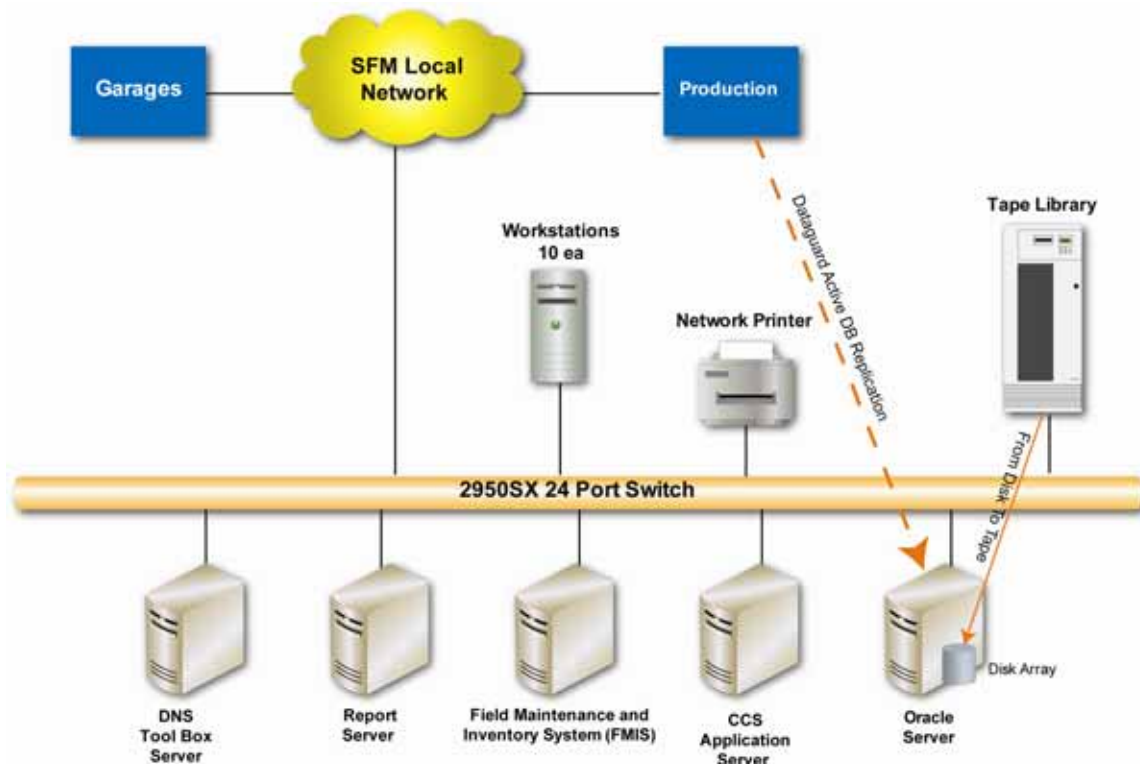 Garages
SFM Local
Network
Production
Dataguard Active DB Replication
Tape Library
Workstations
10 ea
Network Printer
From Disk To Tape
2950SX 24 Port Switch
DNS
Tool Box
Server
Report
Server
Field Maintenance and
Inventory System (FMIS)
CCS
Application
Server
Oracle
Server
Disk Array